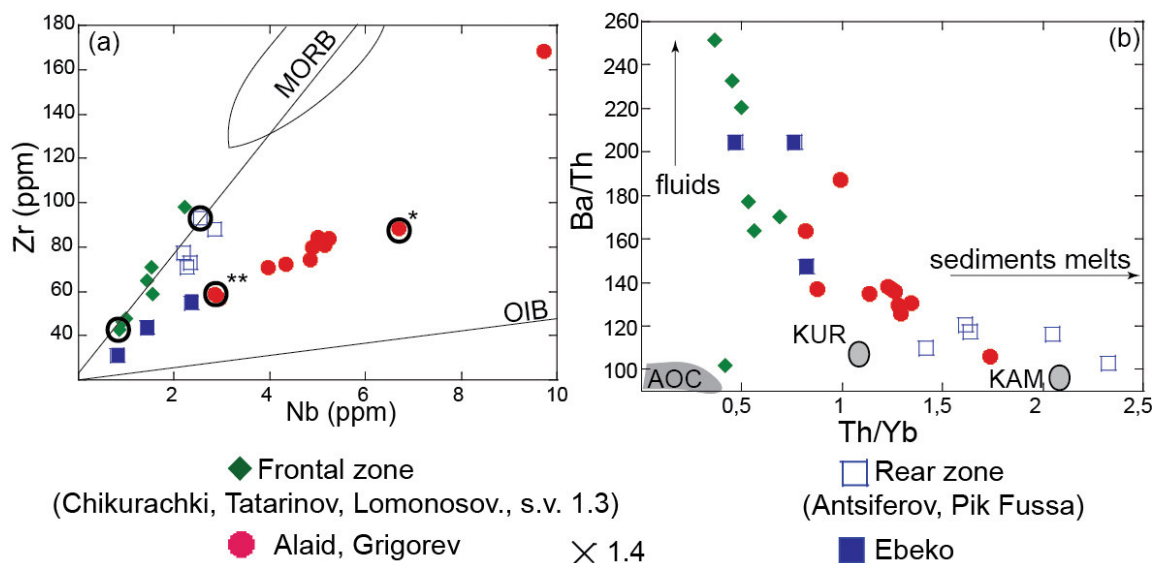 (a)
180
160
140
120
100
80
60
40
Zr (ppm)
MORB
*
**
OIB
2
4
6
8
10
Nb (ppm)
(b)
260
240
220
200
180
160
140
120
100
Ba/Th
fluids
sediments melts
KUR
KAM
AOC
0,5
1
1,5
2
2,5
Th/Yb
Frontal zone
(Chikurachki, Tatarinov, Lomonosov., s.v. 1.3)
Alaid, Grigorev
1.4
Rear zone
(Antsiferov, Pik Fussa)
Ebeko